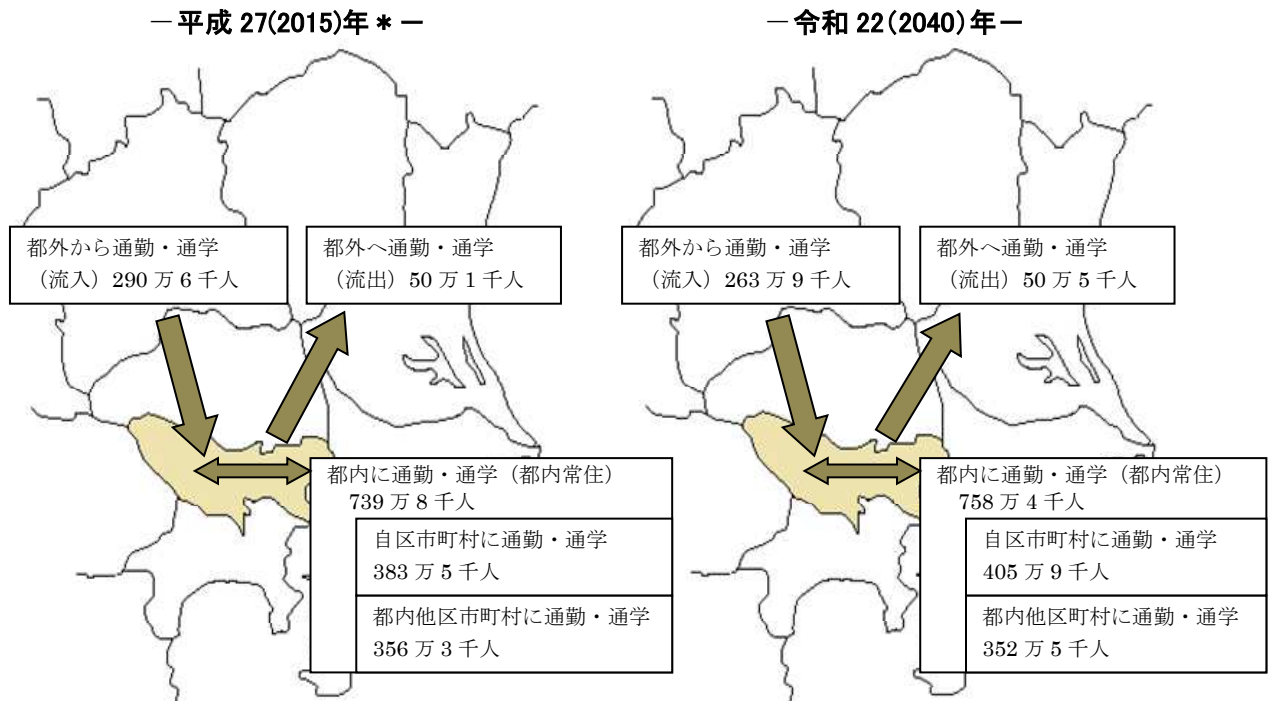 －平成 27(2015)年＊－
都外から通勤・通学
（流入）290 万 6 千人
都外へ通勤・通学
（流出）50 万 1 千人
都内に通勤・通学（都内常住）
739 万 8 千人
自区市町村に通勤・通学
383 万 5 千人
都内他区市町村に通勤・通学
356 万 3 千人
－令和 22(2040)年－
都外から通勤・通学
（流入）263 万 9 千人
都外へ通勤・通学
（流出）50 万 5 千人
都内に通勤・通学（都内常住）
758 万 4 千人
自区市町村に通勤・通学
405 万 9 千人
都内他区町村に通勤・通学
352 万 5 千人